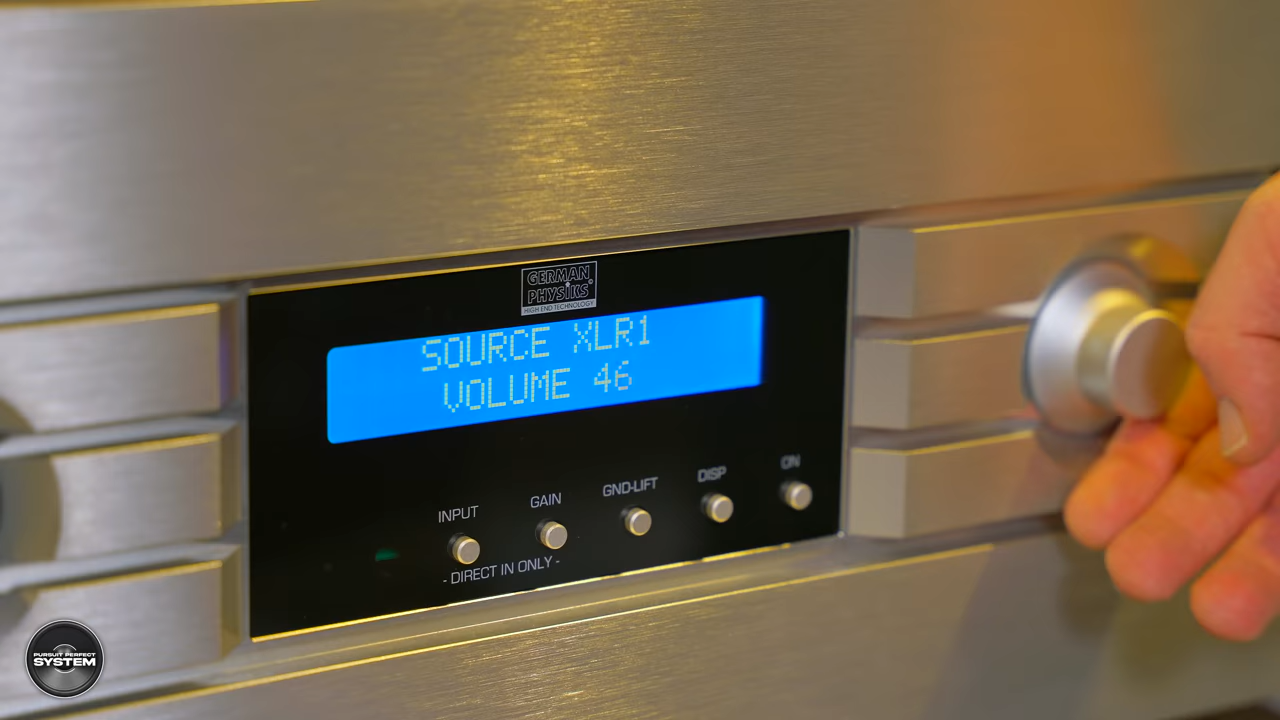 GERMAN
PHYSIKS
HIGH END TECHNOLOGY
SOURCE XLR1
VOLUME 46
INPUT GAIN GND-LIFT DISP ON
- DIRECT IN ONLY -
PURSUIT PERFECT
SYSTEM